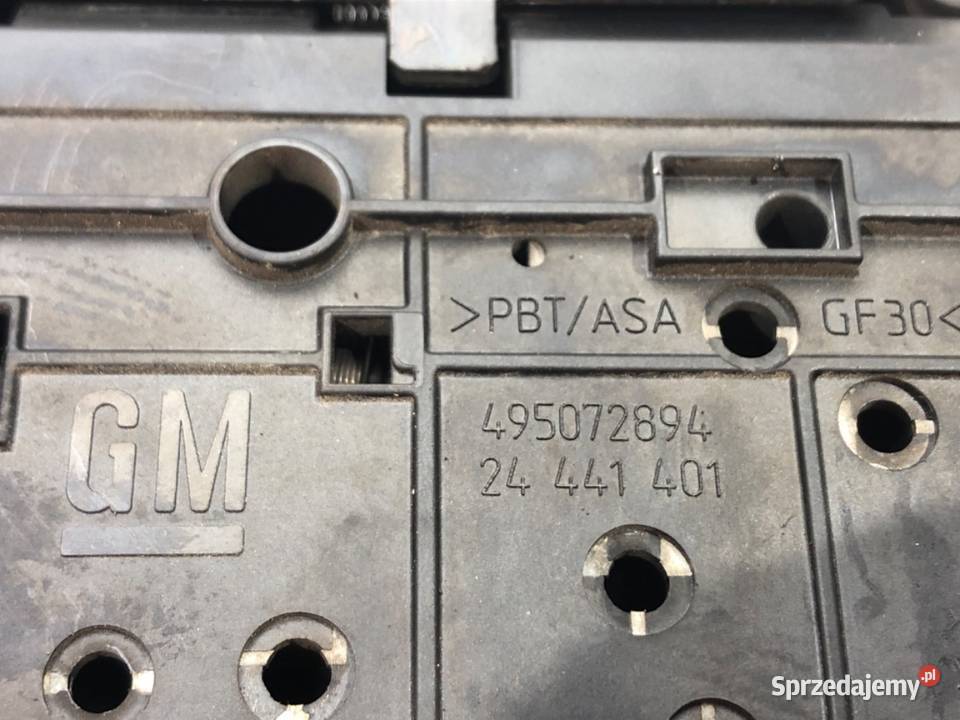 >PBT/ASA GF30<
GM
495072894
24 441 401
Sprzedajemy.pl